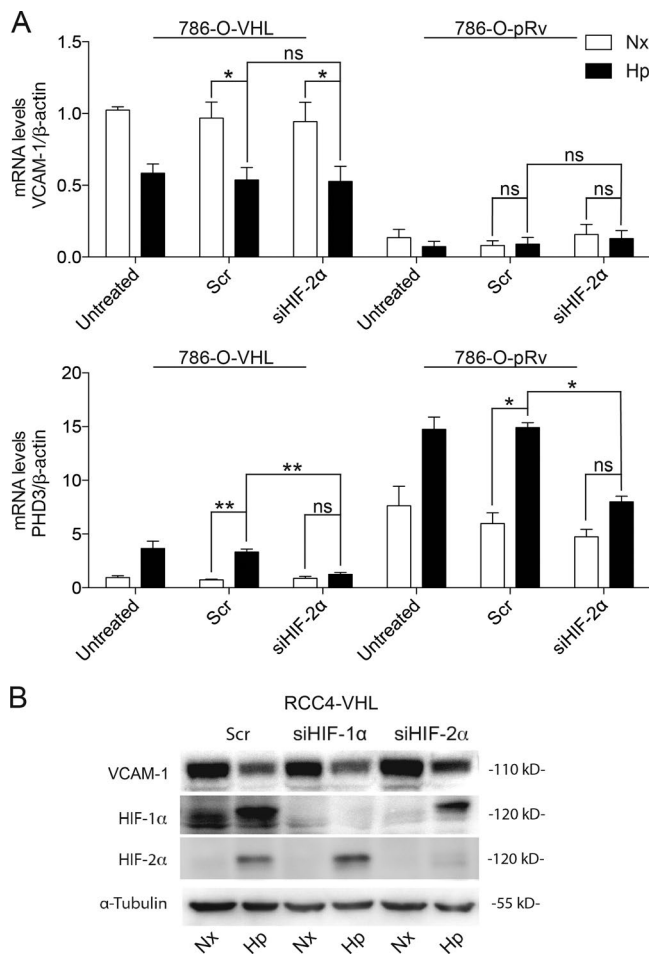 A
786-O-VHL
786-O-pRv
Nx
Hp
mRNA levels
VCAM-1/β-actin
1.5
1.0
0.5
0.0
* ns *
ns
ns ns
Untreated
Scr
siHIF-2α
Untreated
Scr
siHIF-2α
786-O-VHL
786-O-pRv
mRNA levels
PHD3/β-actin
20
15
10
5
0
** ** ns
* * ns
Untreated
Scr
siHIF-2α
Untreated
Scr
siHIF-2α
B
RCC4-VHL
Scr siHIF-1α siHIF-2α
VCAM-1 -110 kD-
HIF-1α -120 kD-
HIF-2α -120 kD-
α-Tubulin -55 kD-
Nx Hp Nx Hp Nx Hp